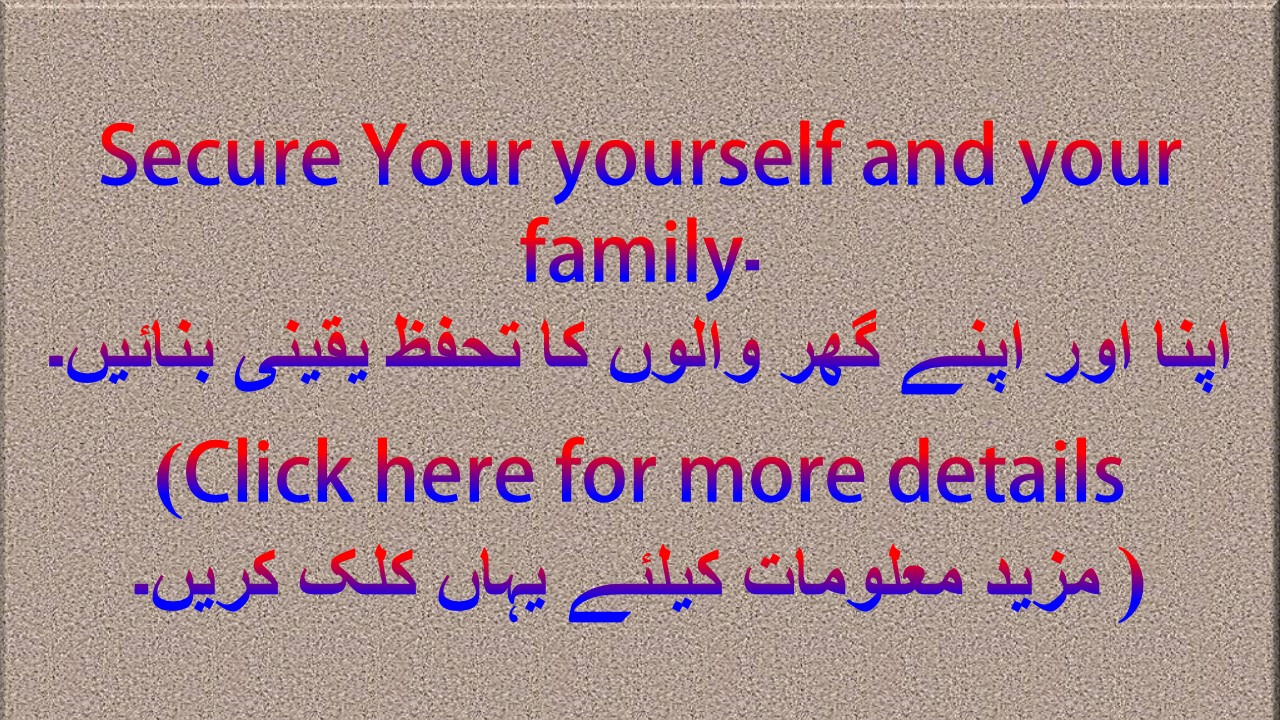 Secure Your yourself and your
family.
اپنا اور اپنے گھر والوں کا تحفظ یقینی بنائیں۔
(Click here for more details
( مزید معلومات کیلئے یہاں کلک کریں۔